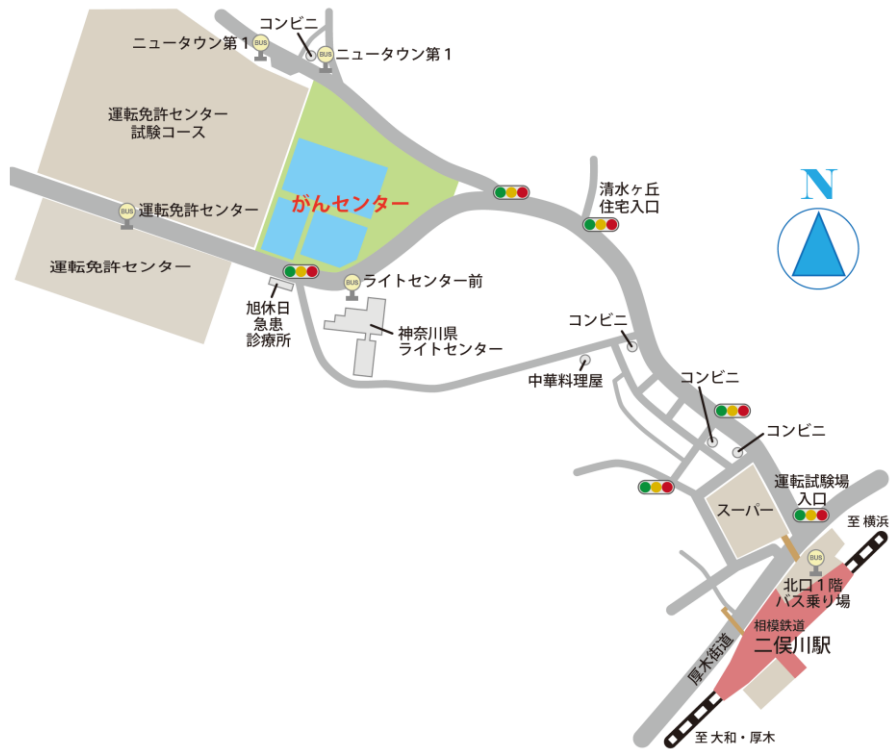 コンビニ
ニュータウン第1
BUS
BUS
ニュータウン第1
運転免許センター
試験コース
N
がんセンター
清水ヶ丘
住宅入口
BUS
運転免許センター
運転免許センター
BUS
ライトセンター前
旭休日
急患
診療所
神奈川県
ライトセンター
コンビニ
中華料理屋
コンビニ
コンビニ
運転試験場
入口
スーパー
至 横浜
BUS
北口1階
バス乗り場
相模鉄道
二俣川駅
厚木街道
至 大和・厚木